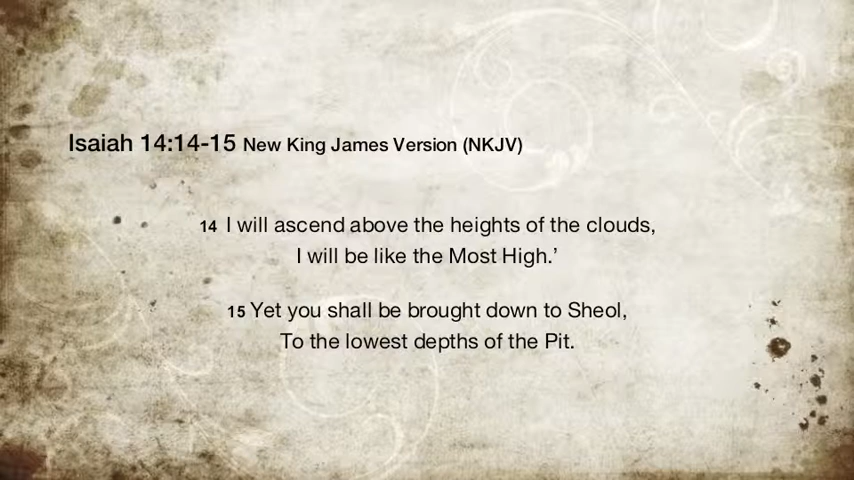 Isaiah 14:14-15 New King James Version (NKJV)
14 I will ascend above the heights of the clouds,
I will be like the Most High.’
15 Yet you shall be brought down to Sheol,
To the lowest depths of the Pit.